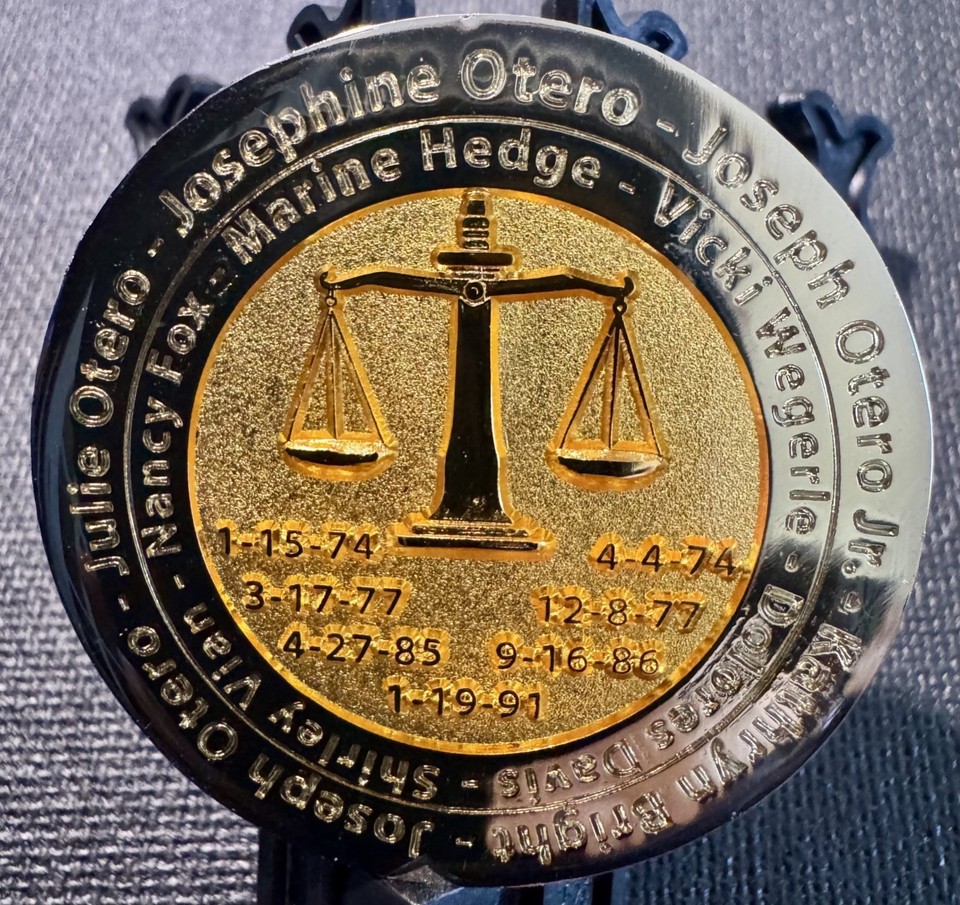 Joseph Otero - Julie Otero - Josephine Otero - Joseph Otero Jr. - Kathryn Bright -
Shirley Vian - Nancy Fox - Marine Hedge - Vicki Wegerle - Dolores Davis -
1-15-74 4-4-74
3-17-77 12-8-77
4-27-85 9-16-86
1-19-91